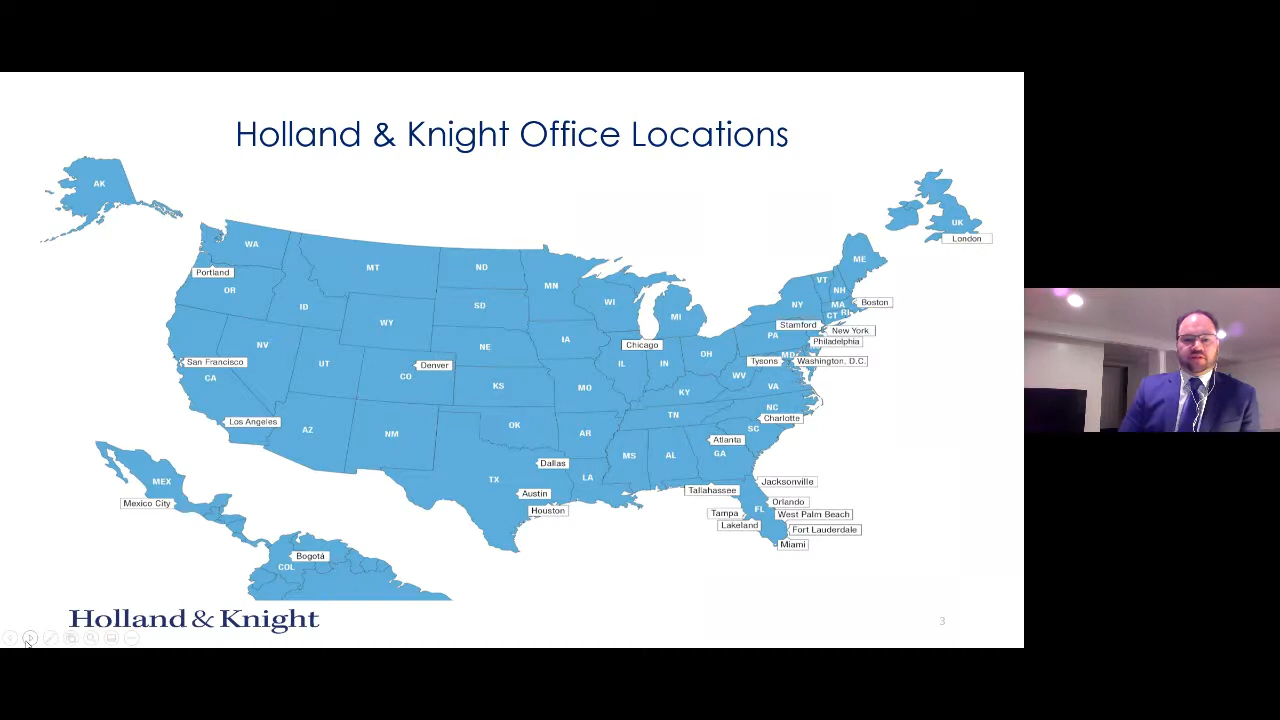 Holland & Knight Office Locations
AK
UK
London
WA
Portland
OR
MT
ND
MN
ME
VT
NH
ID
SD
WI
MI
NY
MA
Boston
CT
RI
WY
Stamford
New York
NV
NE
IA
Chicago
PA
Philadelphia
San Francisco
UT
Denver
OH
MD
Tysons
Washington, D.C.
CA
CO
KS
MO
IL
IN
WV
VA
KY
Los Angeles
AZ
NM
OK
AR
TN
NC
Charlotte
SC
Atlanta
GA
MS
AL
Dallas
TX
LA
Austin
Houston
Tallahassee
Jacksonville
Orlando
FL
Tampa
West Palm Beach
Lakeland
Fort Lauderdale
Miami
MEX
Mexico City
Bogotá
COL
Holland & Knight
3